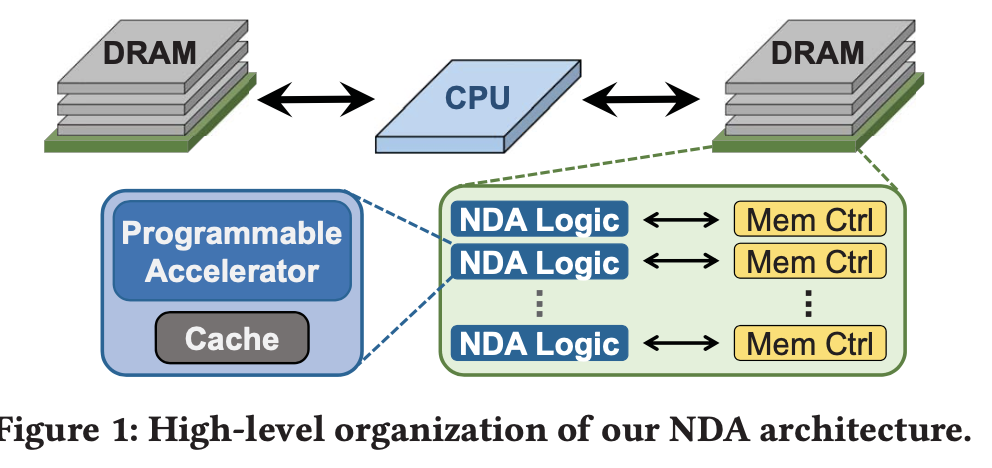 DRAM
CPU
DRAM
Programmable
Accelerator
Cache
NDA Logic
Mem Ctrl
NDA Logic
Mem Ctrl
NDA Logic
Mem Ctrl
Figure 1: High-level organization of our NDA architecture.